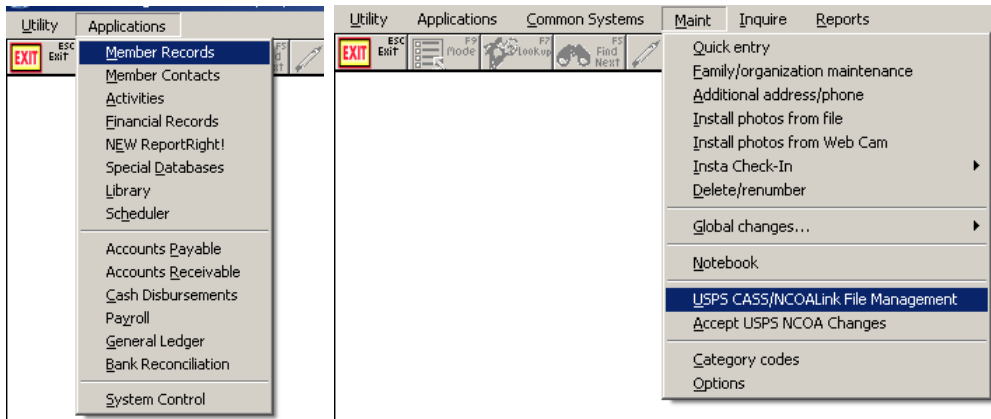 Utility Applications
EXIT ESC Exit
Member Records
Member Contacts
Activities
Financial Records
NEW ReportRight!
Special Databases
Library
Scheduler
Accounts Payable
Accounts Receivable
Cash Disbursements
Payroll
General Ledger
Bank Reconciliation
System Control
Utility Applications Common Systems Maint Inquire Reports
EXIT ESC Exit F9 Mode F7 Lookup F5 Find Next
Quick entry
Family/organization maintenance
Additional address/phone
Install photos from file
Install photos from Web Cam
Insta Check-In
Delete/renumber
Global changes...
Notebook
USPS CASS/NCOALink File Management
Accept USPS NCOA Changes
Category codes
Options